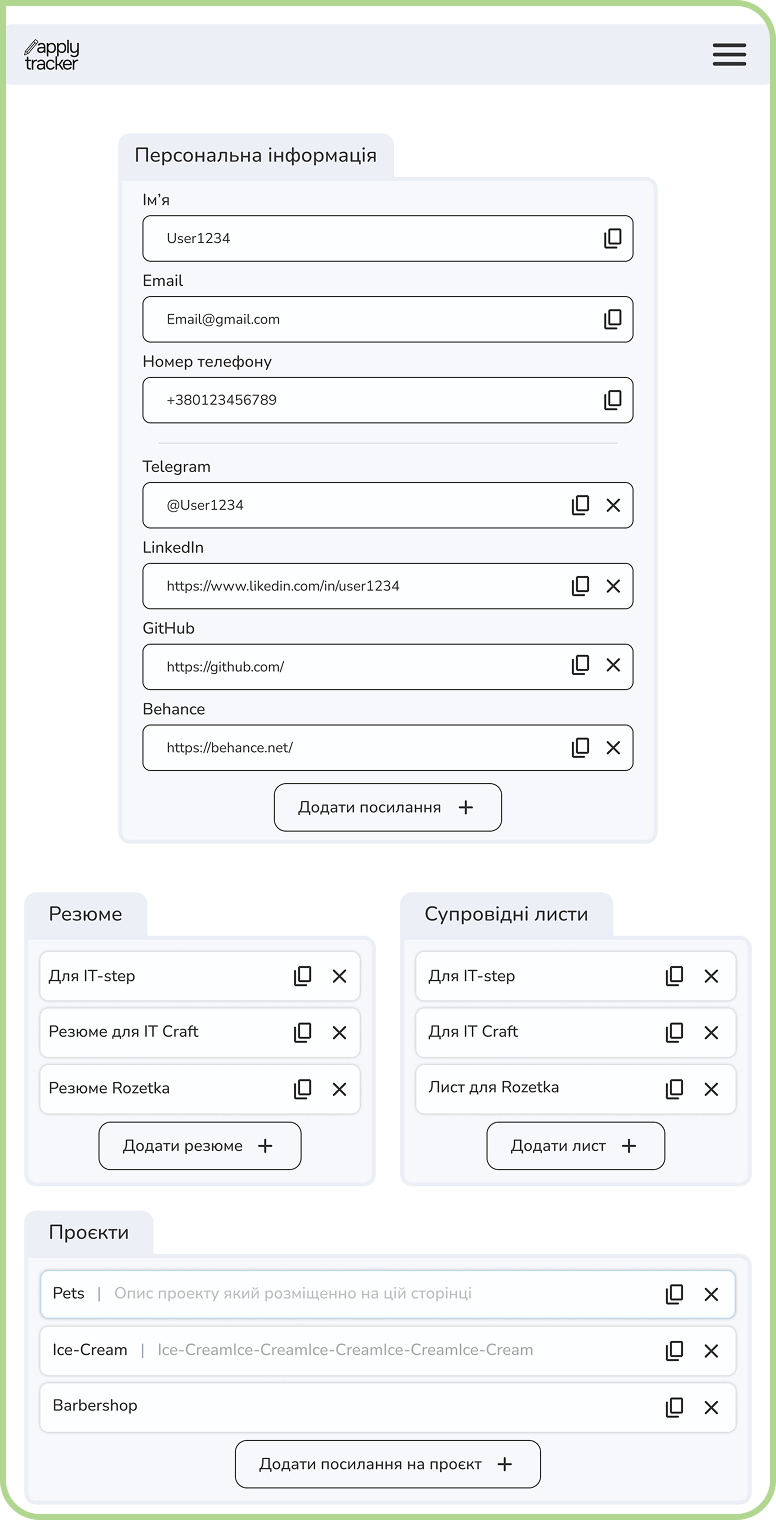 apply
tracker
Персональна інформація
Ім’я
User1234
Email
Email@gmail.com
Номер телефону
+380123456789
Telegram
@User1234
LinkedIn
https://www.likedin.com/in/user1234
GitHub
https://github.com/
Behance
https://behance.net/
Додати посилання +
Резюме
Для IT-step
Резюме для IT Craft
Резюме Rozetka
Додати резюме +
Супровідні листи
Для IT-step
Для IT Craft
Лист для Rozetka
Додати лист +
Проєкти
Pets | Опис проекту який розміщенно на цій сторінці
Ice-Cream | Ice-CreamIce-CreamIce-CreamIce-CreamIce-Cream
Barbershop
Додати посилання на проєкт +